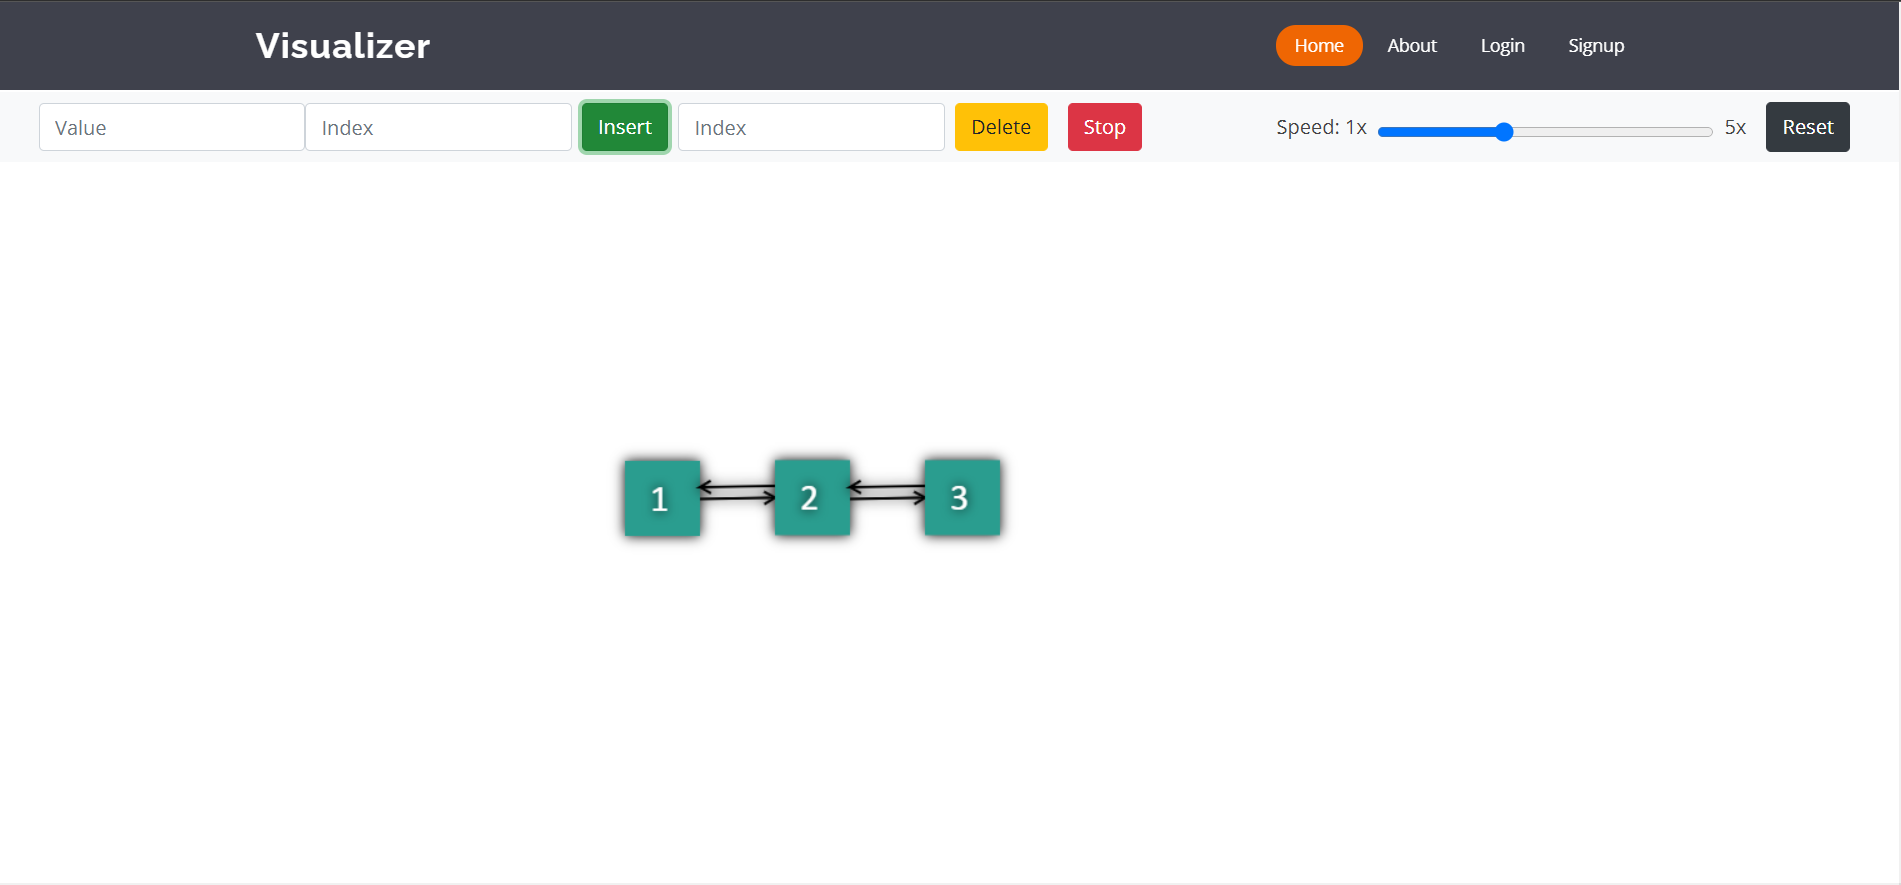 Visualizer Home About Login Signup
Value Index Insert Index Delete Stop Speed: 1x 5x Reset
1 2 3